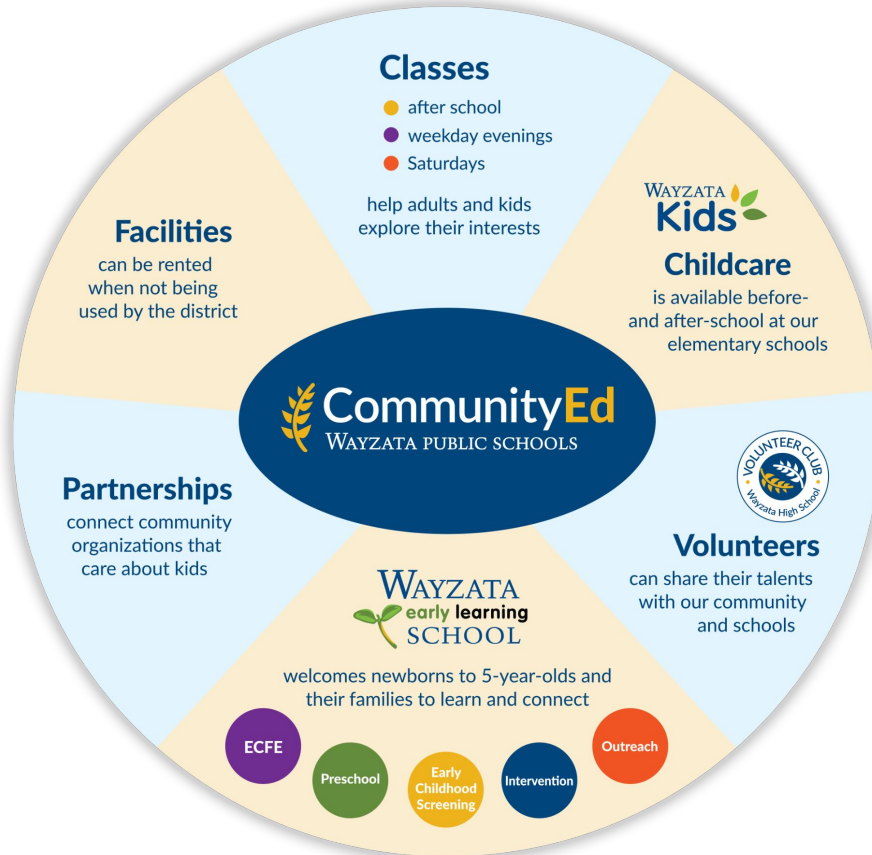 Classes
after school
weekday evenings
Saturdays
help adults and kids
explore their interests
WAYZATA
Kids
Childcare
is available before-
and after-school at our
elementary schools
VOLUNTEER CLUB
Wayzata High School
Volunteers
can share their talents
with our community
and schools
WAYZATA
early learning
SCHOOL
welcomes newborns to 5-year-olds and
their families to learn and connect
ECFE
Preschool
Early
Childhood
Screening
Intervention
Outreach
Partnerships
connect community
organizations that
care about kids
Facilities
can be rented
when not being
used by the district
CommunityEd
WAYZATA PUBLIC SCHOOLS